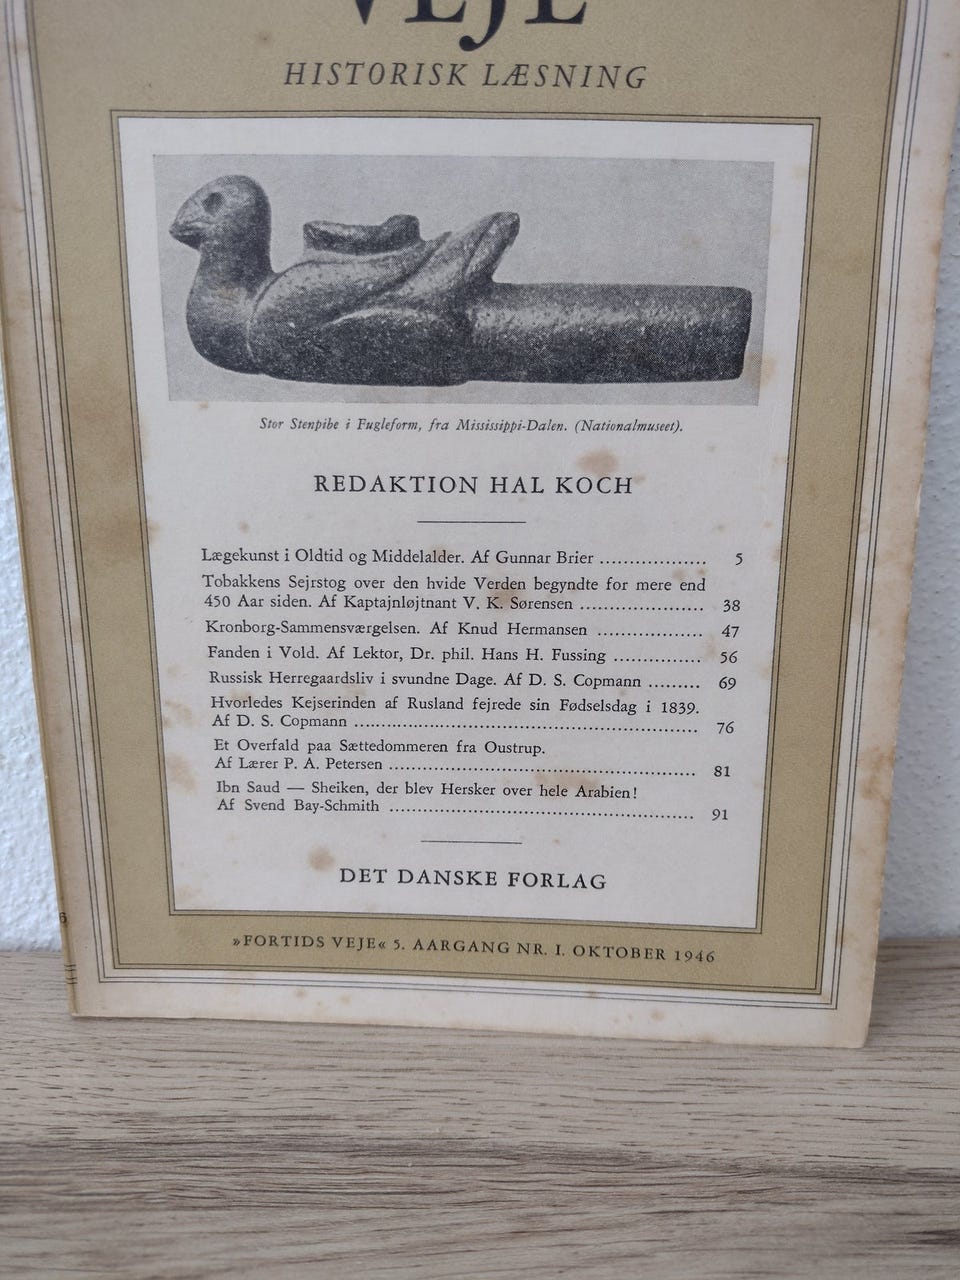 VEJE
HISTORISK LÆSNING
Stor Stenpibe i Fugleform, fra Mississippi-Dalen. (Nationalmuseet).
REDAKTION HAL KOCH
Lægekunst i Oldtid og Middelalder. Af Gunnar Brier .................. 5
Tobakkens Sejrstog over den hvide Verden begyndte for mere end
450 Aar siden. Af Kaptajnløjtnant V. K. Sørensen ..................... 38
Kronborg-Sammensværgelsen. Af Knud Hermansen .................. 47
Fanden i Vold. Af Lektor, Dr. phil. Hans H. Fussing ............... 56
Russisk Herregaardsliv i svundne Dage. Af D. S. Copmann ......... 69
Hvorledes Kejserinden af Rusland fejrede sin Fødselsdag i 1839.
Af D. S. Copmann .......................................................... 76
Et Overfald paa Sættedommeren fra Oustrup.
Af Lærer P. A. Petersen .................................................... 81
Ibn Saud — Sheiken, der blev Hersker over hele Arabien!
Af Svend Bay-Schmith .................................................... 91
DET DANSKE FORLAG
»FORTIDS VEJE« 5. AARGANG NR. 1. OKTOBER 1946
6